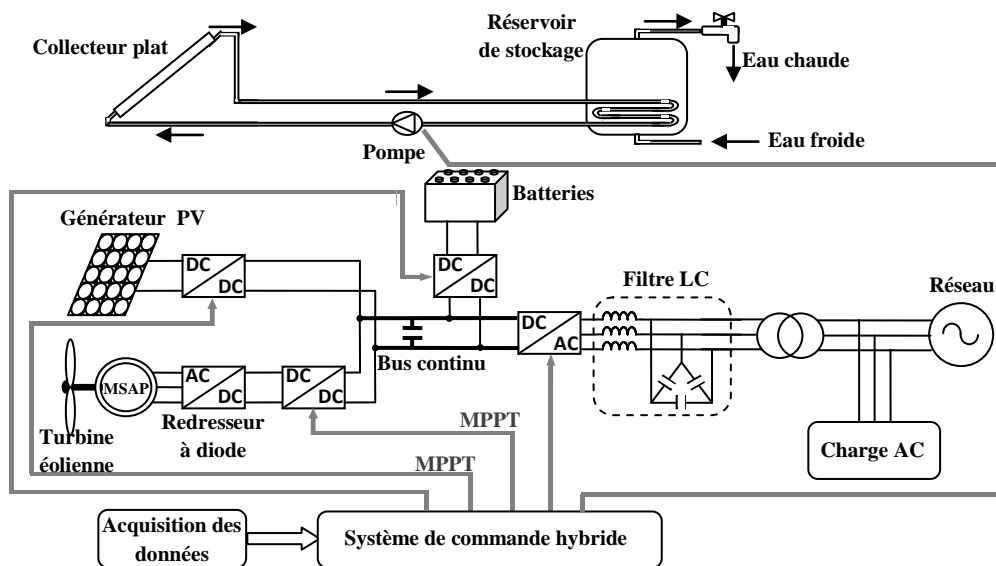 Collecteur plat
Réservoir
de stockage
Eau chaude
Pompe
Eau froide
Batteries
Générateur PV
DC
DC
DC
DC
Filtre LC
Réseau
DC
AC
Bus continu
MSAP
AC
DC
DC
DC
Redresseur
à diode
Turbine
éolienne
MPPT
MPPT
Charge AC
Acquisition des
données
Système de commande hybride